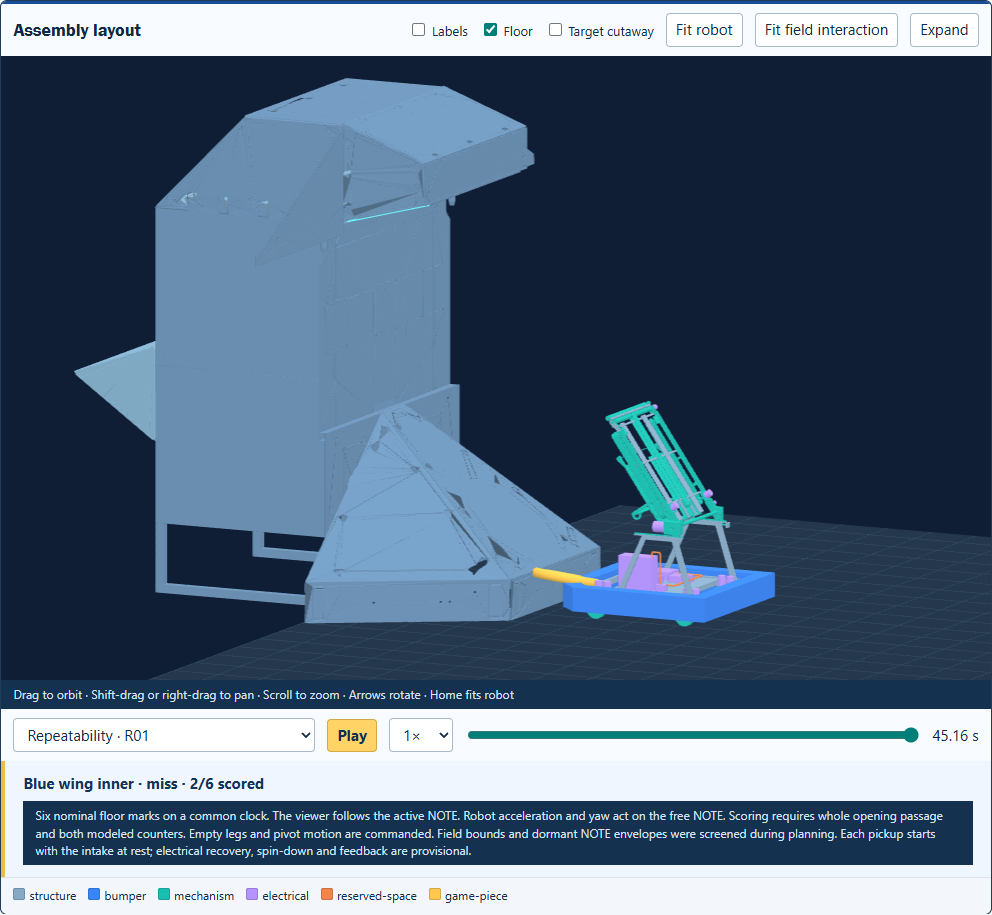 Assembly layout
Labels
Floor
Target cutaway
Fit robot
Fit field interaction
Expand
Drag to orbit · Shift-drag or right-drag to pan · Scroll to zoom · Arrows rotate · Home fits robot
Repeatability · R01
Play
1×
45.16 s
Blue wing inner · miss · 2/6 scored
Six nominal floor marks on a common clock. The viewer follows the active NOTE. Robot acceleration and yaw act on the free NOTE. Scoring requires whole opening passage
and both modeled counters. Empty legs and pivot motion are commanded. Field bounds and dormant NOTE envelopes were screened during planning. Each pickup starts
with the intake at rest; electrical recovery, spin-down and feedback are provisional.
structure
bumper
mechanism
electrical
reserved-space
game-piece